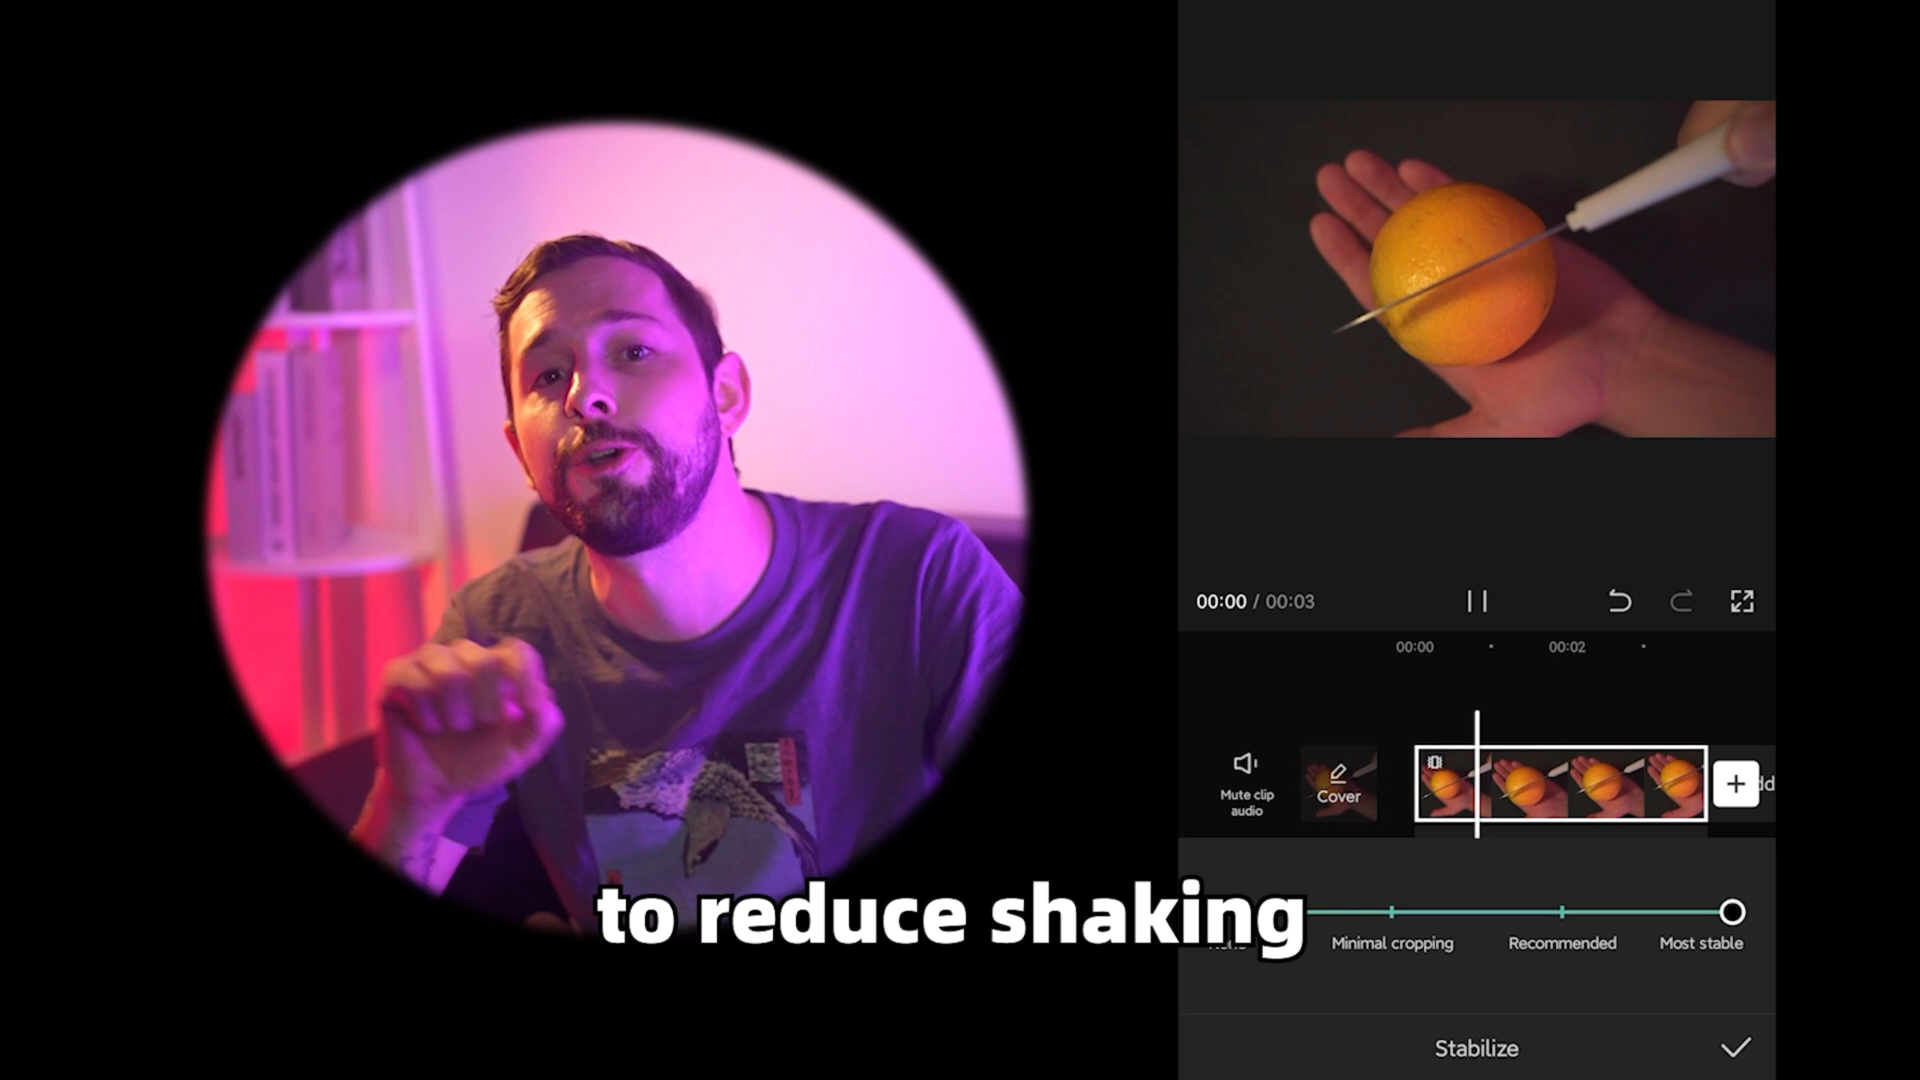 to reduce shaking
00:00 / 00:03
00:00
00:02
Mute clip
audio
Cover
Minimal cropping
Recommended
Most stable
Stabilize